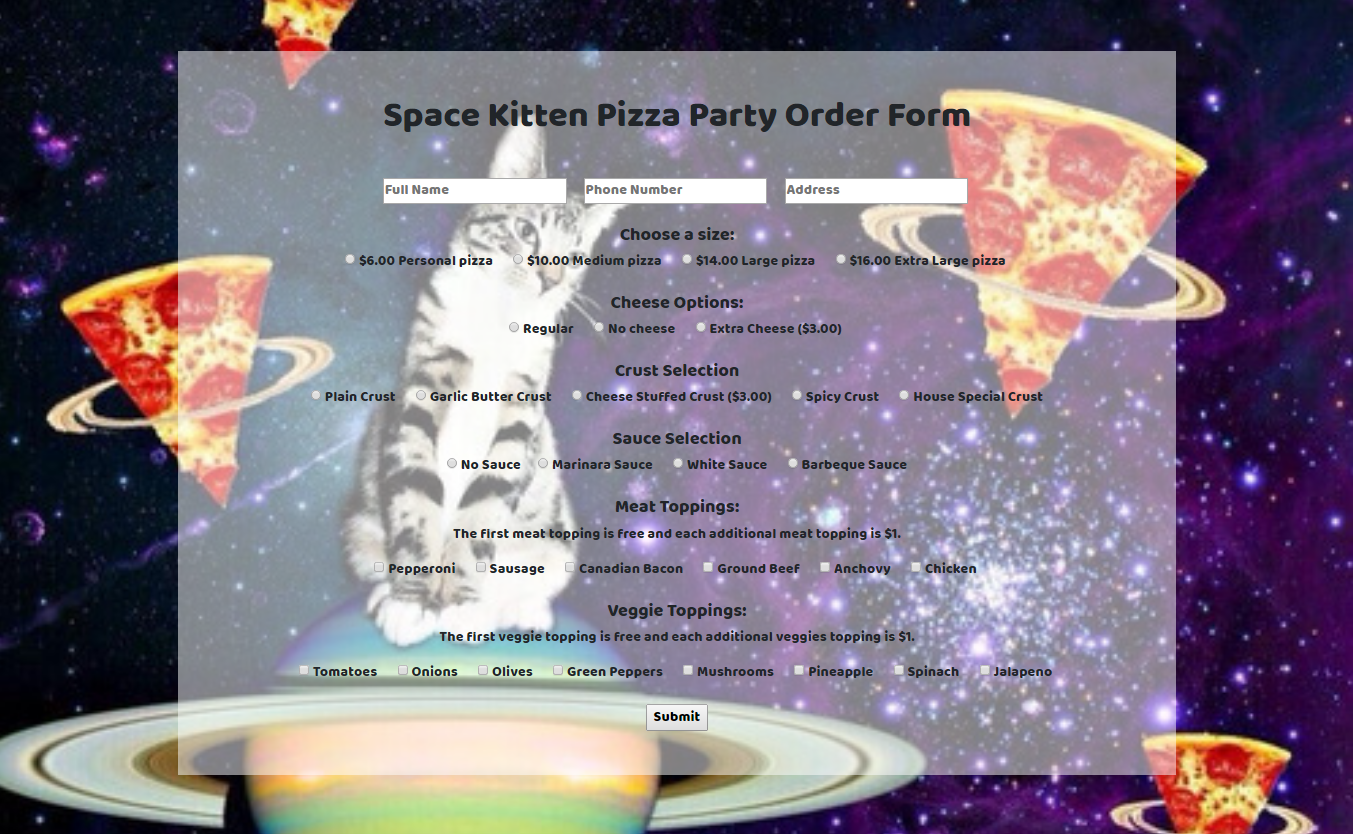 Space Kitten Pizza Party Order Form
Full Name Phone Number Address
Choose a size:
$6.00 Personal pizza $10.00 Medium pizza $14.00 Large pizza $16.00 Extra Large pizza
Cheese Options:
Regular No cheese Extra Cheese ($3.00)
Crust Selection
Plain Crust Garlic Butter Crust Cheese Stuffed Crust ($3.00) Spicy Crust House Special Crust
Sauce Selection
No Sauce Marinara Sauce White Sauce Barbeque Sauce
Meat Toppings:
The first meat topping is free and each additional meat topping is $1.
Pepperoni Sausage Canadian Bacon Ground Beef Anchovy Chicken
Veggie Toppings:
The first veggie topping is free and each additional veggies topping is $1.
Tomatoes Onions Olives Green Peppers Mushrooms Pineapple Spinach Jalapeno
Submit